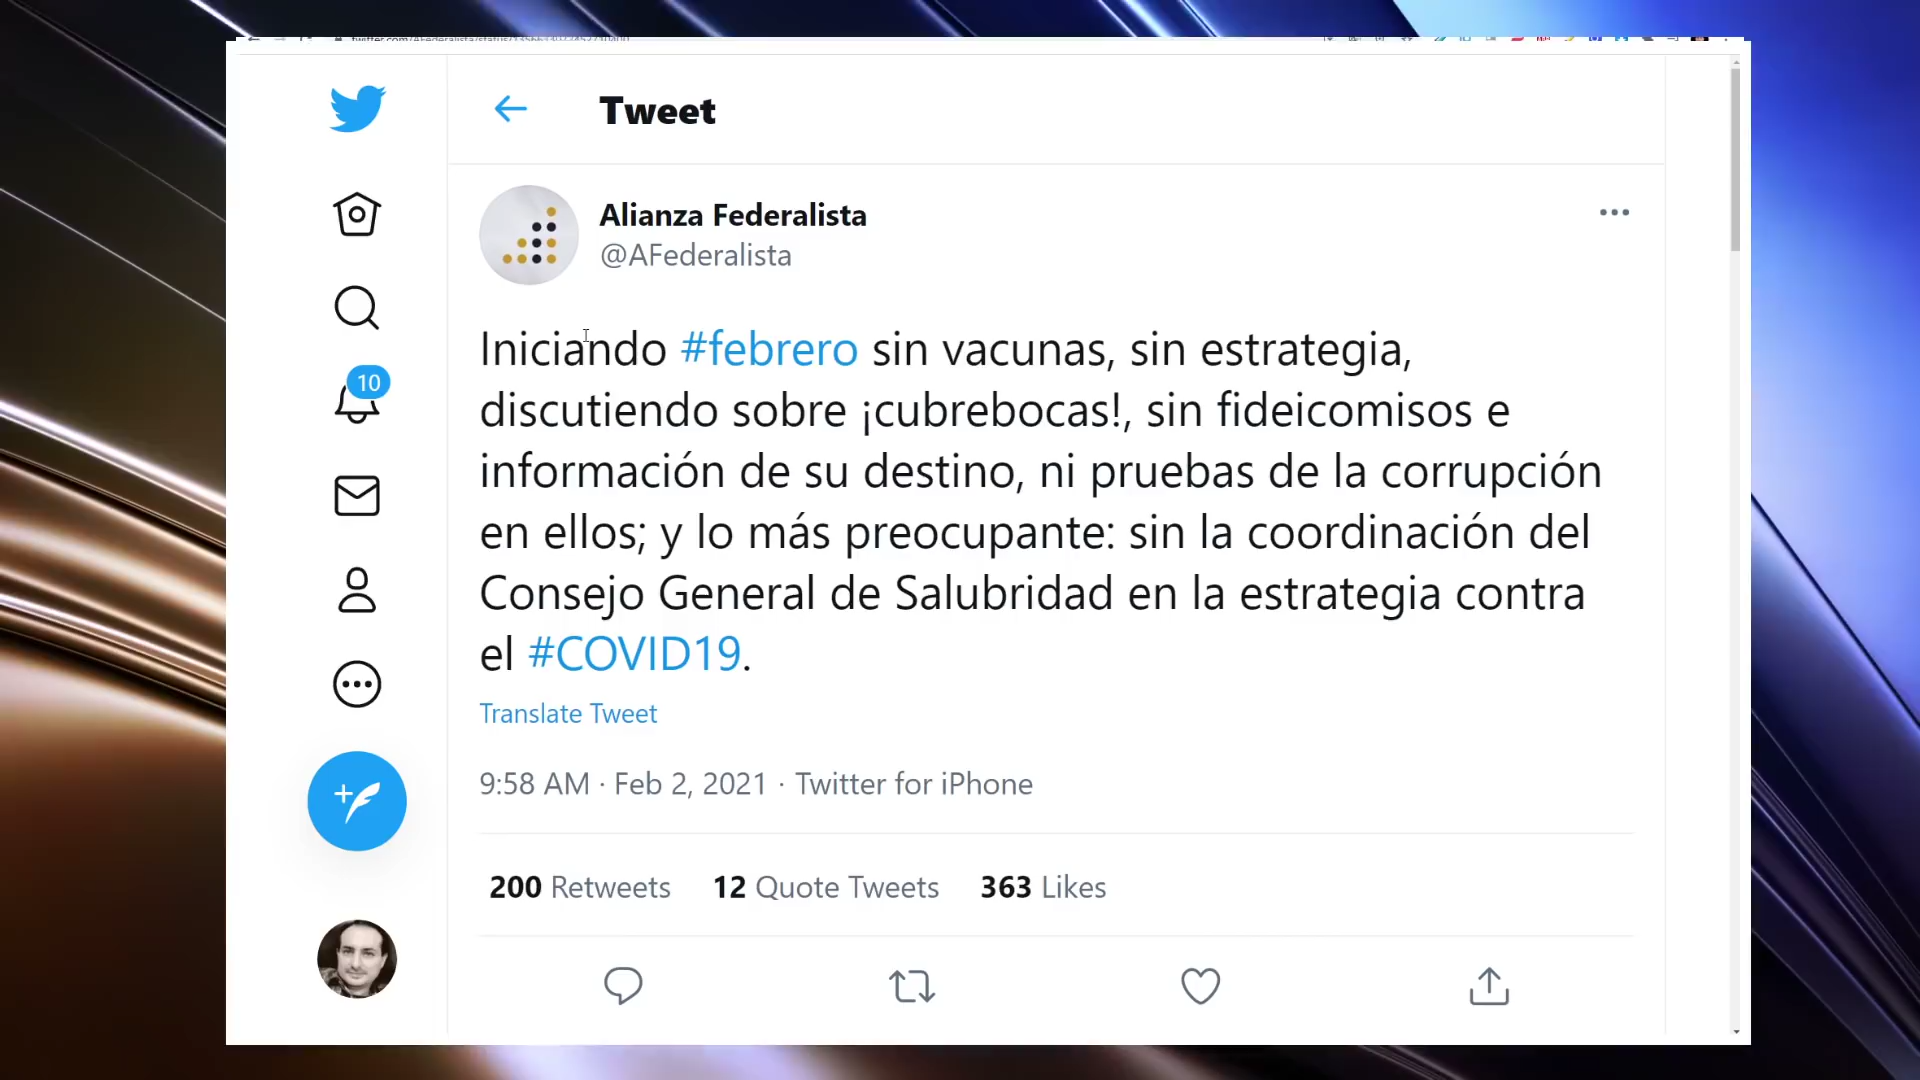 Tweet
Alianza Federalista
@AFederalista
Iniciando #febrero sin vacunas, sin estrategia,
discutiendo sobre ¡cubrebocas!, sin fideicomisos e
información de su destino, ni pruebas de la corrupción
en ellos; y lo más preocupante: sin la coordinación del
Consejo General de Salubridad en la estrategia contra
el #COVID19.
Translate Tweet
9:58 AM · Feb 2, 2021 · Twitter for iPhone
200 Retweets 12 Quote Tweets 363 Likes
10